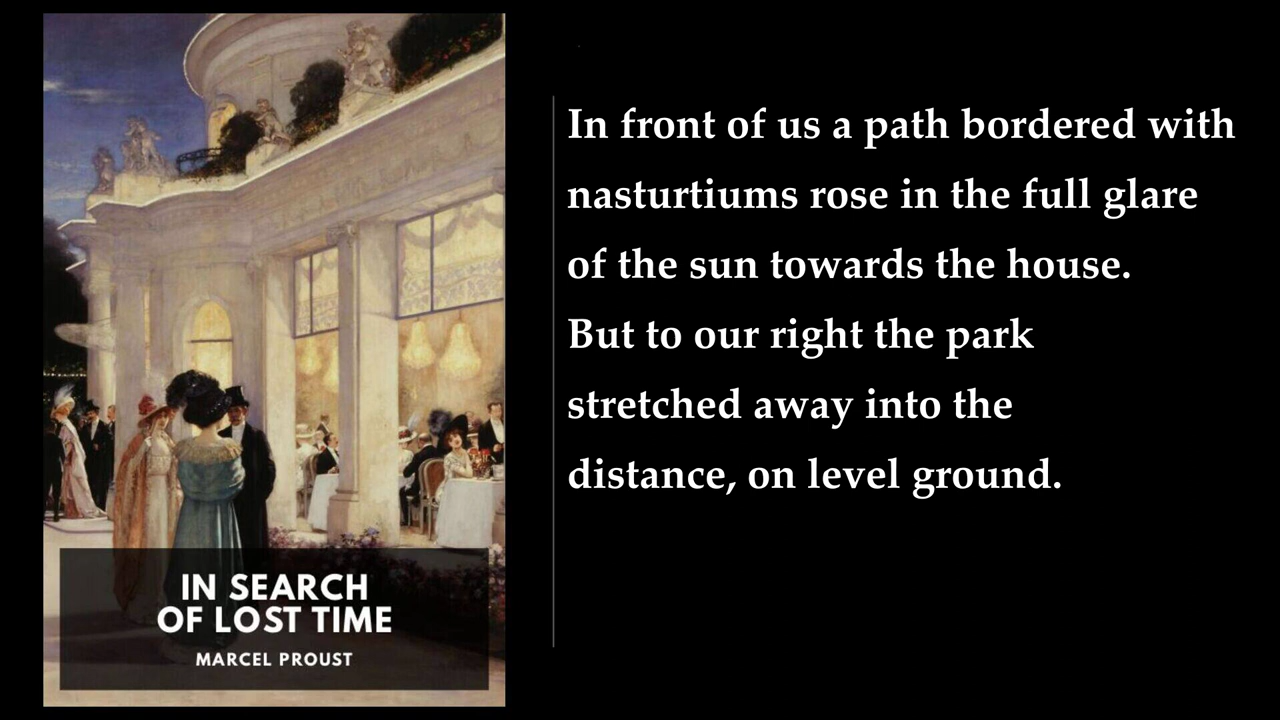 IN SEARCH
OF LOST TIME
MARCEL PROUST
In front of us a path bordered with
nasturtiums rose in the full glare
of the sun towards the house.
But to our right the park
stretched away into the
distance, on level ground.